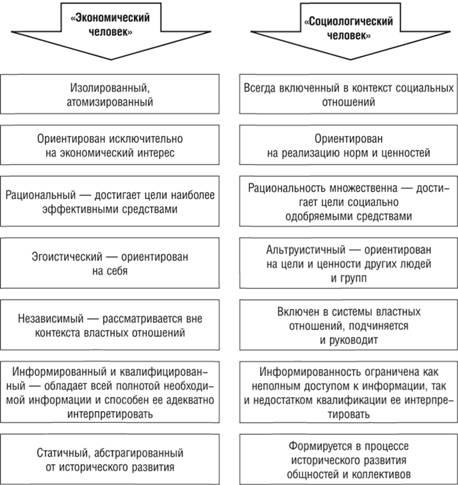 «Экономический
человек»
Изолированный,
атомизированный
Ориентирован исключительно
на экономический интерес
Рациональный — достигает цели наиболее
эффективными средствами
Эгоистический — ориентирован
на себя
Независимый — рассматривается вне
контекста властных отношений
Информированный и квалифицирован-
ный — обладает всей полнотой необходи-
мой информации и способен ее адекватно
интерпретировать
Статичный, абстрагированный
от исторического развития
«Социологический
человек»
Всегда включенный в контекст социальных
отношений
Ориентирован
на реализацию норм и ценностей
Рациональность множественна — дости-
гает цели социально
одобряемыми средствами
Альтруистичный — ориентирован
на цели и ценности других людей
и групп
Включен в системы властных
отношений, подчиняется
и руководит
Информированность ограничена как
неполным доступом к информации, так
и недостатком квалификации ее интерпре-
тировать
Формируется в процессе
исторического развития
общностей и коллективов